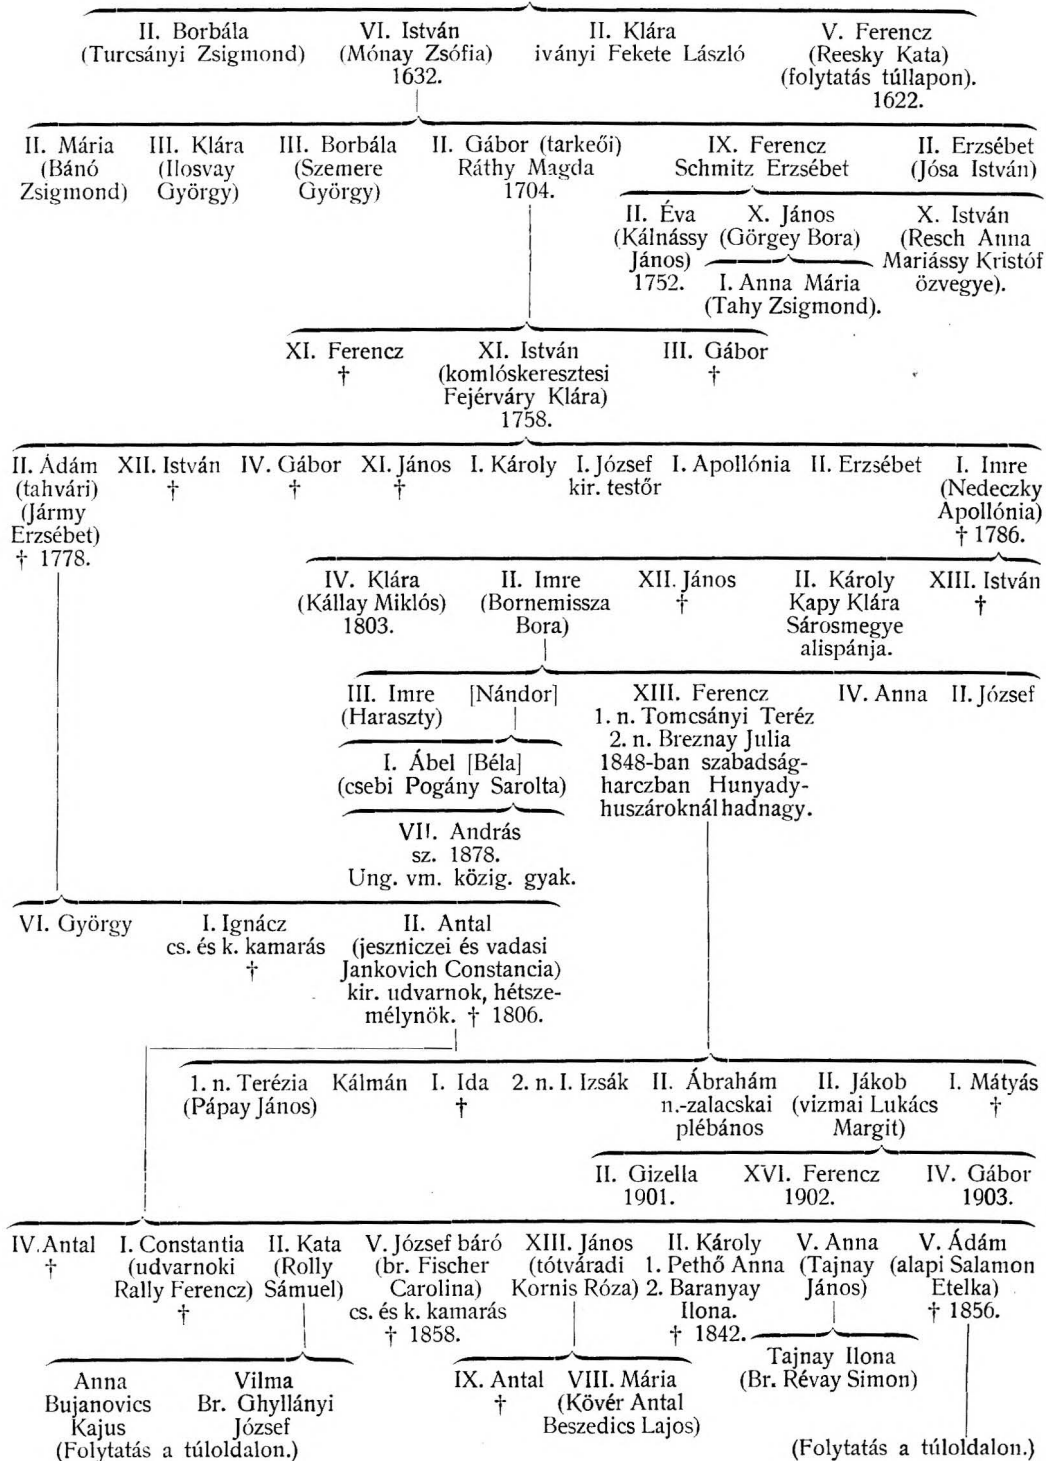 II. Borbála VI. István II. Klára V. Ferencz
(Turcsányi Zsigmond) (Mónay Zsófia) iványi Fekete László (Reesky Kata)
1632. (folytatás túllapon).
1622.
II. Mária III. Klára III. Borbála II. Gábor (tarkeői) IX. Ferencz II. Erzsébet
(Bánó (Ilosvay (Szemere Ráthy Magda Schmitz Erzsébet (Jósa István)
Zsigmond) György) György) 1704.
II. Éva X. János X. István
(Kálnássy (Görgey Bora) (Resch Anna
János) Mariássy Kristóf
1752. I. Anna Mária özvegye).
(Tahy Zsigmond).
XI. Ferencz XI. István III. Gábor
† (komlóskeresztesi †
Fejérváry Klára)
1758.
II. Ádám XII. István IV. Gábor XI. János I. Károly I. József I. Apollónia II. Erzsébet I. Imre
(tahvári) † † † kir. testőr (Nedeczky
(Jármy Apollónia)
Erzsébet) † 1786.
† 1778.
IV. Klára II. Imre XII. János II. Károly XIII. István
(Kállay Miklós) (Bornemissza † Kapy Klára †
1803. Bora) Sárosmegye
alispánja.
III. Imre [Nándor] XIII. Ferencz IV. Anna II. József
(Haraszty) 1. n. Tomcsányi Teréz
2. n. Breznay Julia
I. Ábel [Béla] 1848-ban szabadság-
(csebi Pogány Sarolta) harczban Hunyady-
huszároknál hadnagy.
VII. András
sz. 1878.
Ung. vm. közig. gyak.
VI. György I. Ignácz II. Antal
cs. és k. kamarás (jeszniczei és vadasi
† Jankovich Constancia)
kir. udvarnok, hétsze-
mélynök. † 1806.
1. n. Terézia Kálmán I. Ida 2. n. I. Izsák II. Ábrahám II. Jákob I. Mátyás
(Pápay János) † n.-zalacskai (vizmai Lukács †
plébános Margit)
II. Gizella XVI. Ferencz IV. Gábor
1901. 1902. 1903.
IV. Antal I. Constantia II. Kata V. József báró XIII. János II. Károly V. Anna V. Ádám
† (udvarnoki (Rolly (br. Fischer (tótváradi 1. Pethő Anna (Tajnay (alapi Salamon
Rally Ferencz) Sámuel) Carolina) Kornis Róza) 2. Baranyay János) Etelka)
† cs. és k. kamarás Ilona. † 1856.
† 1858. † 1842.
Tajnay Ilona
Anna Vilma IX. Antal VIII. Mária (Br. Révay Simon)
Bujanovics Br. Ghyllányi † (Kövér Antal
Kajus József Beszedics Lajos)
(Folytatás a túloldalon.) (Folytatás a túloldalon.)